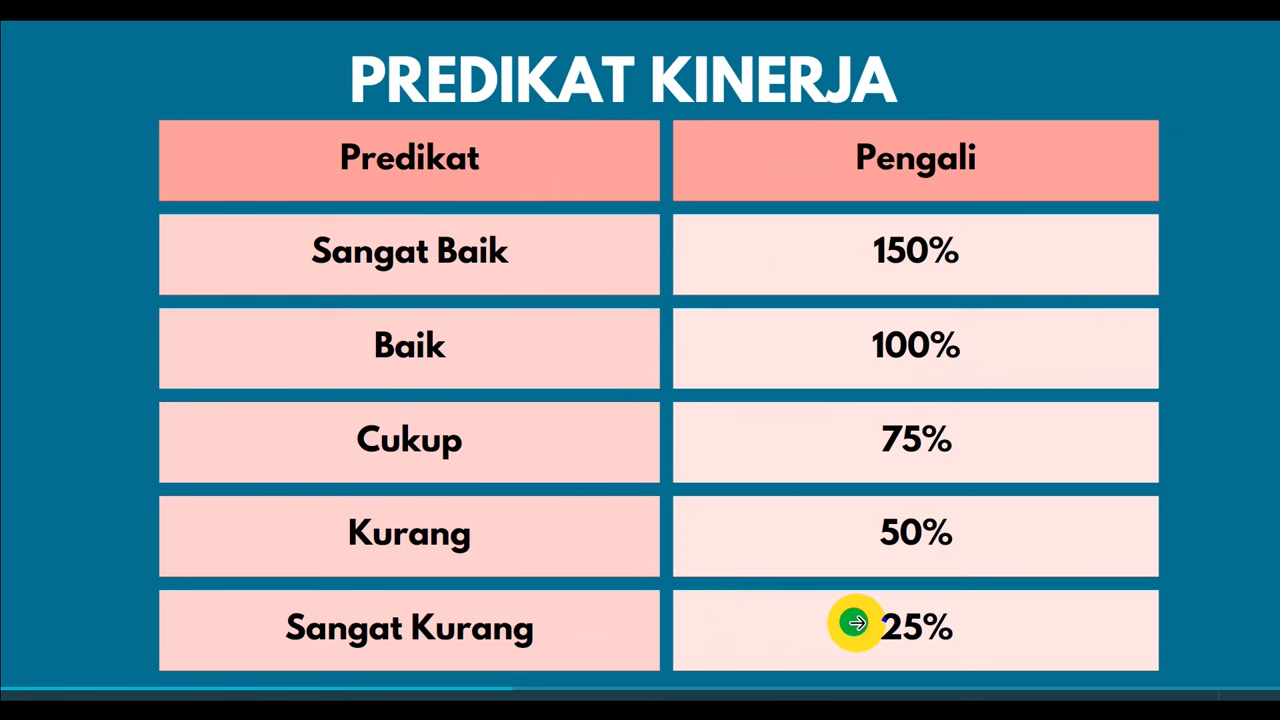 PREDIKAT KINERJA
Predikat Pengali
Sangat Baik 150%
Baik 100%
Cukup 75%
Kurang 50%
Sangat Kurang 25%